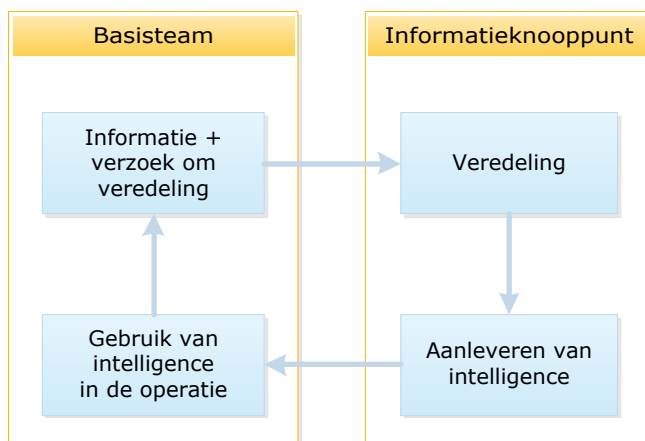 Basisteam
Informatieknooppunt
Informatie +
verzoek om
veredeling
Veredeling
Gebruik van
intelligence
in de operatie
Aanleveren van
intelligence